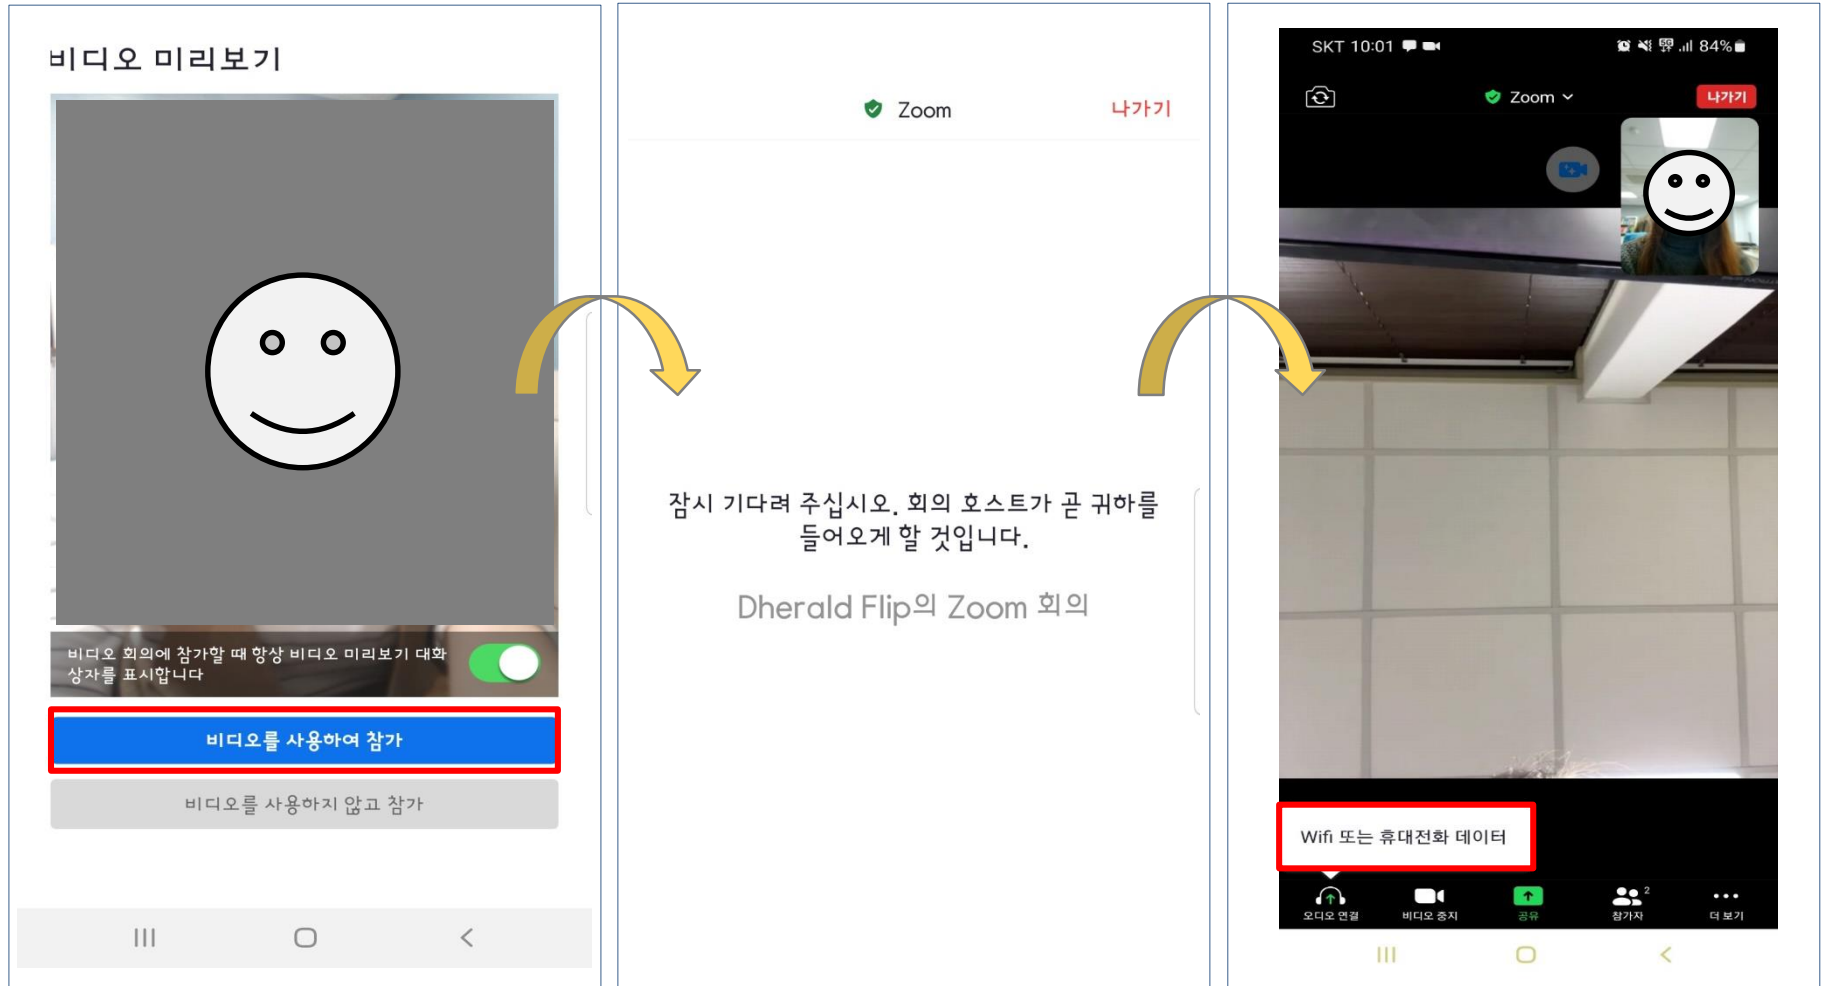 비디오 미리보기
비디오 회의에 참가할 때 항상 비디오 미리보기 대화
상자를 표시합니다
비디오를 사용하여 참가
비디오를 사용하지 않고 참가
Zoom
나가기
잠시 기다려 주십시오. 회의 호스트가 곧 귀하를
들어오게 할 것입니다.
Dherald Flip의 Zoom 회의
SKT 10:01
5G
84%
Zoom
나가기
Wifi 또는 휴대전화 데이터
오디오 연결
비디오 중지
공유
2
참가자
더 보기